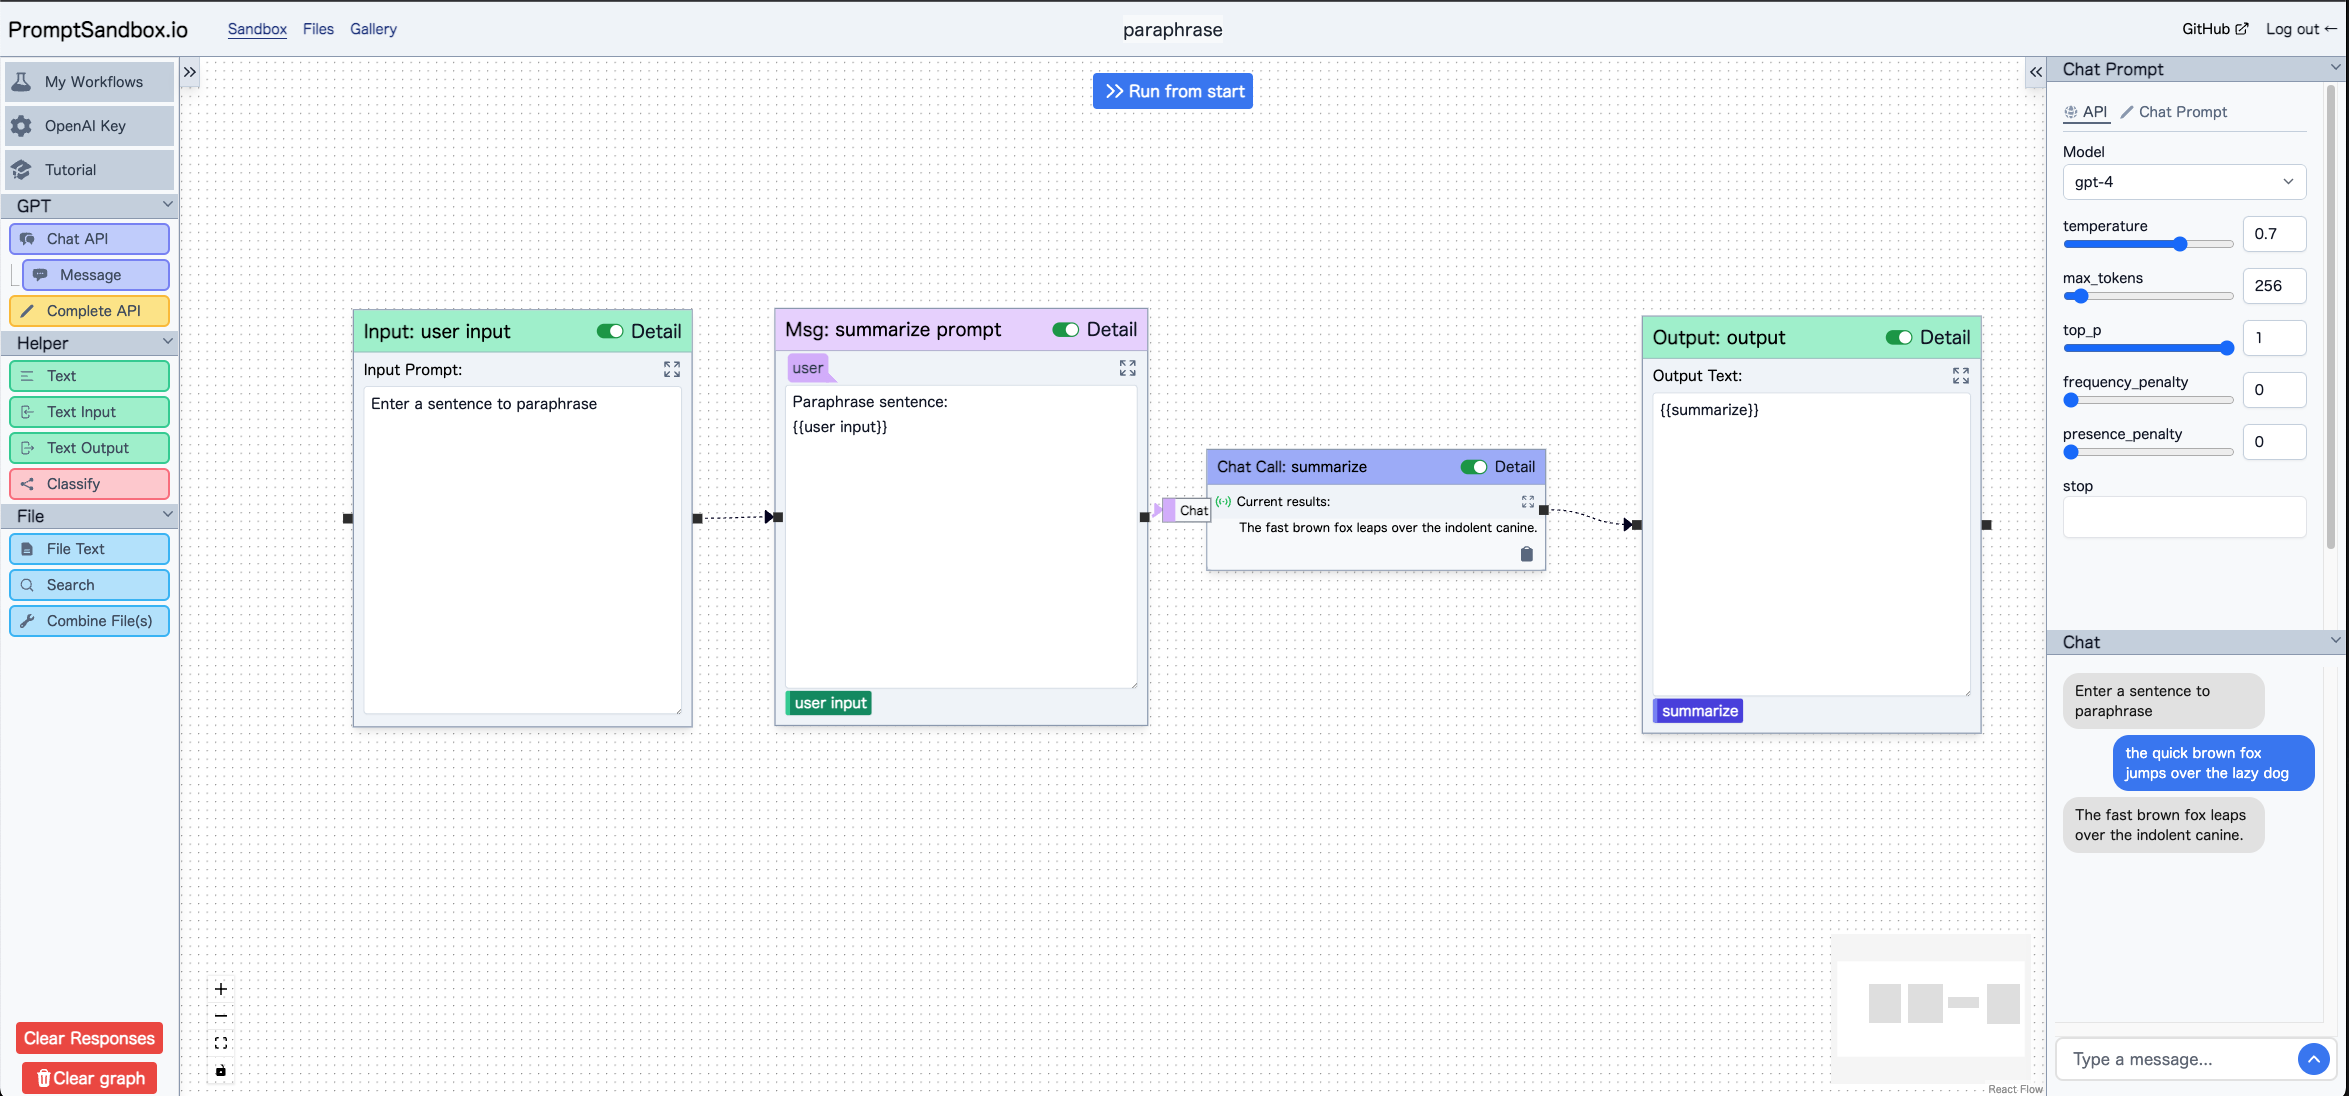 PromptSandbox.io
Sandbox
Files
Gallery
paraphrase
GitHub
Log out
My Workflows
OpenAI Key
Tutorial
GPT
Chat API
Message
Complete API
Helper
Text
Text Input
Text Output
Classify
File
File Text
Search
Combine File(s)
Clear Responses
Clear graph
Run from start
Input: user input
Detail
Input Prompt:
Enter a sentence to paraphrase
Msg: summarize prompt
Detail
user
Paraphrase sentence:
{{user input}}
user input
Chat
Chat Call: summarize
Detail
Current results:
The fast brown fox leaps over the indolent canine.
Output: output
Detail
Output Text:
{{summarize}}
summarize
React Flow
Chat Prompt
API
Chat Prompt
Model
gpt-4
temperature
0.7
max_tokens
256
top_p
1
frequency_penalty
0
presence_penalty
0
stop
Chat
Enter a sentence to
paraphrase
the quick brown fox
jumps over the lazy dog
The fast brown fox leaps
over the indolent canine.
Type a message...